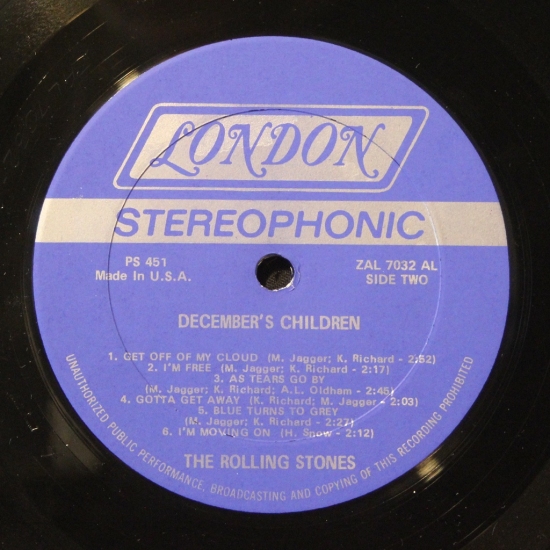 LONDON
STEREOPHONIC
PS 451
Made In U.S.A.
ZAL 7032 AL
SIDE TWO
DECEMBER'S CHILDREN
1. GET OFF OF MY CLOUD (M. Jagger; K. Richard - 2:52)
2. I'M FREE (M. Jagger; K. Richard - 2:17)
3. AS TEARS GO BY
(M. Jagger; K. Richard; A.L. Oldham - 2:45)
4. GOTTA GET AWAY (K. Richard; M. Jagger - 2:03)
5. BLUE TURNS TO GREY
(M. Jagger; K. Richard - 2:27)
6. I'M MOVING ON (H. Snow - 2:12)
THE ROLLING STONES
UNAUTHORIZED PUBLIC PERFORMANCE, BROADCASTING AND COPYING OF THIS RECORDING PROHIBITED